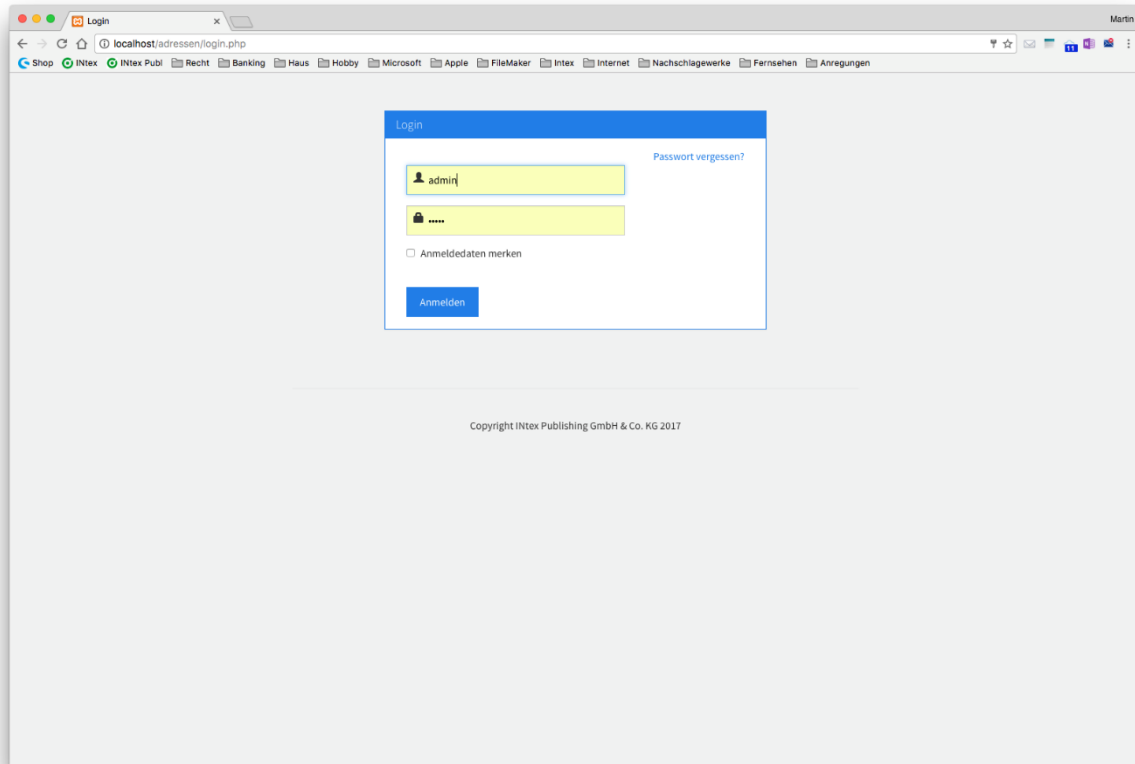 Login
Martin
localhost/adressen/login.php
11
Shop INtex INtex Publ Recht Banking Haus Hobby Microsoft Apple FileMaker Intex Internet Nachschlagewerke Fernsehen Anregungen
Login
Passwort vergessen?
admin
•••••
Anmeldedaten merken
Anmelden
Copyright INtex Publishing GmbH & Co. KG 2017